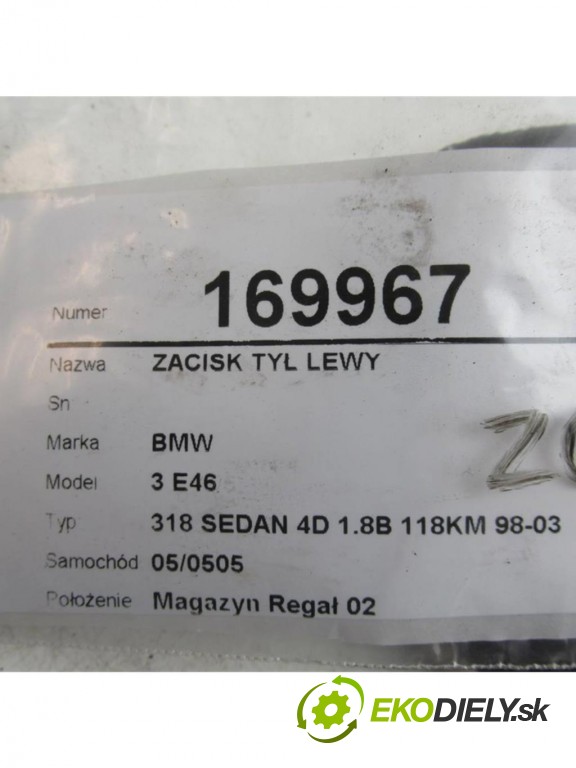 Numer 169967
Nazwa ZACISK TYŁ LEWY
Sn
Marka BMW
Model 3 E46
Typ 318 SEDAN 4D 1.8B 118KM 98-03
Samochód 05/0505
Położenie Magazyn Regał 02
EKODIELY.sk